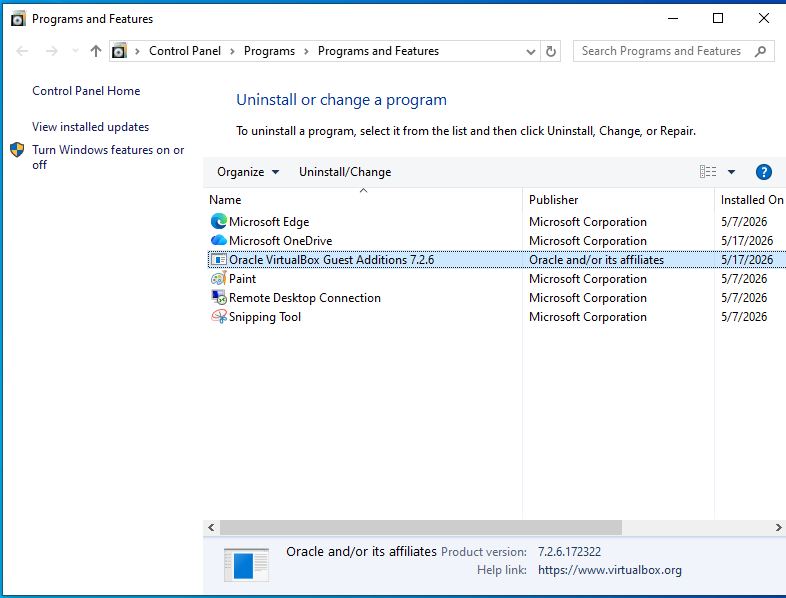 Programs and Features
Control Panel > Programs > Programs and Features
Search Programs and Features
Control Panel Home
View installed updates
Turn Windows features on or
off
Uninstall or change a program
To uninstall a program, select it from the list and then click Uninstall, Change, or Repair.
Organize Uninstall/Change
Name Publisher Installed On
Microsoft Edge Microsoft Corporation 5/7/2026
Microsoft OneDrive Microsoft Corporation 5/17/2026
Oracle VirtualBox Guest Additions 7.2.6 Oracle and/or its affiliates 5/17/2026
Paint Microsoft Corporation 5/7/2026
Remote Desktop Connection Microsoft Corporation 5/7/2026
Snipping Tool Microsoft Corporation 5/7/2026
Oracle and/or its affiliates Product version: 7.2.6.172322
Help link: https://www.virtualbox.org